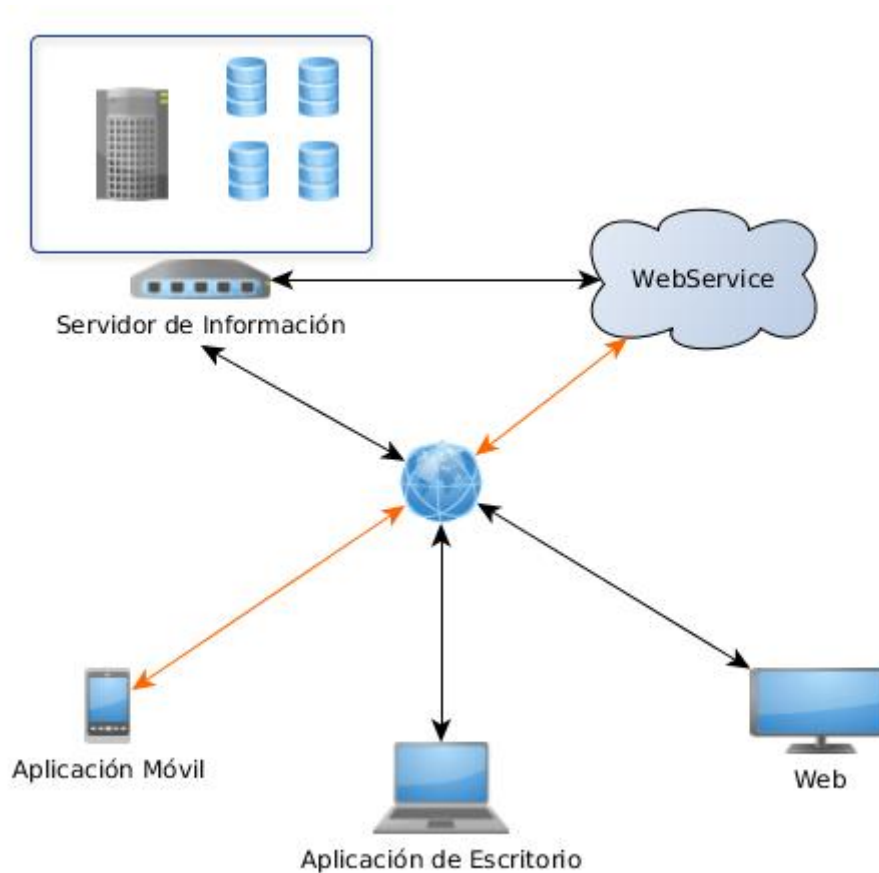 WebService
Servidor de Información
Aplicación Móvil
Web
Aplicación de Escritorio